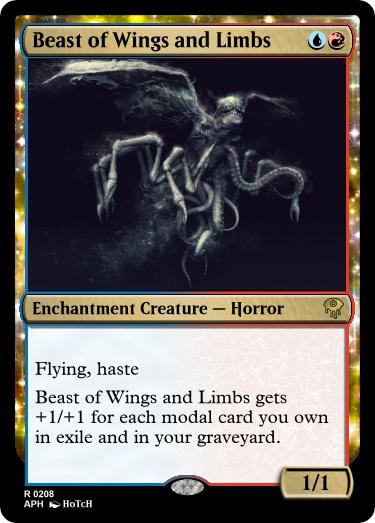 Beast of Wings and Limbs
Enchantment Creature — Horror
Flying, haste
Beast of Wings and Limbs gets
+1/+1 for each modal card you own
in exile and in your graveyard.
1/1
R 0208
APH HoTcH